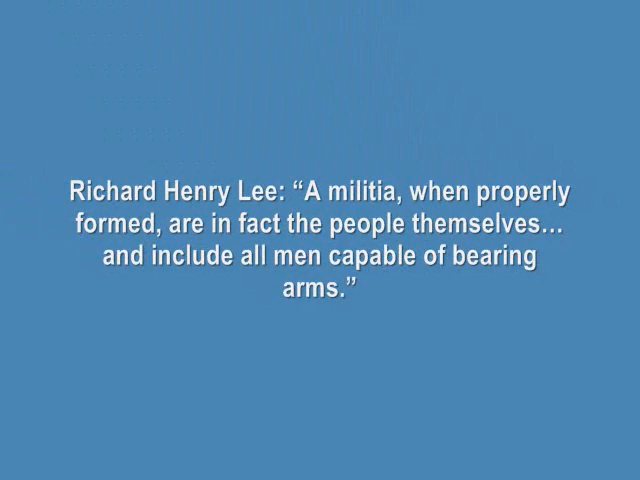 Richard Henry Lee: “A militia, when properly
formed, are in fact the people themselves…
and include all men capable of bearing
arms.”